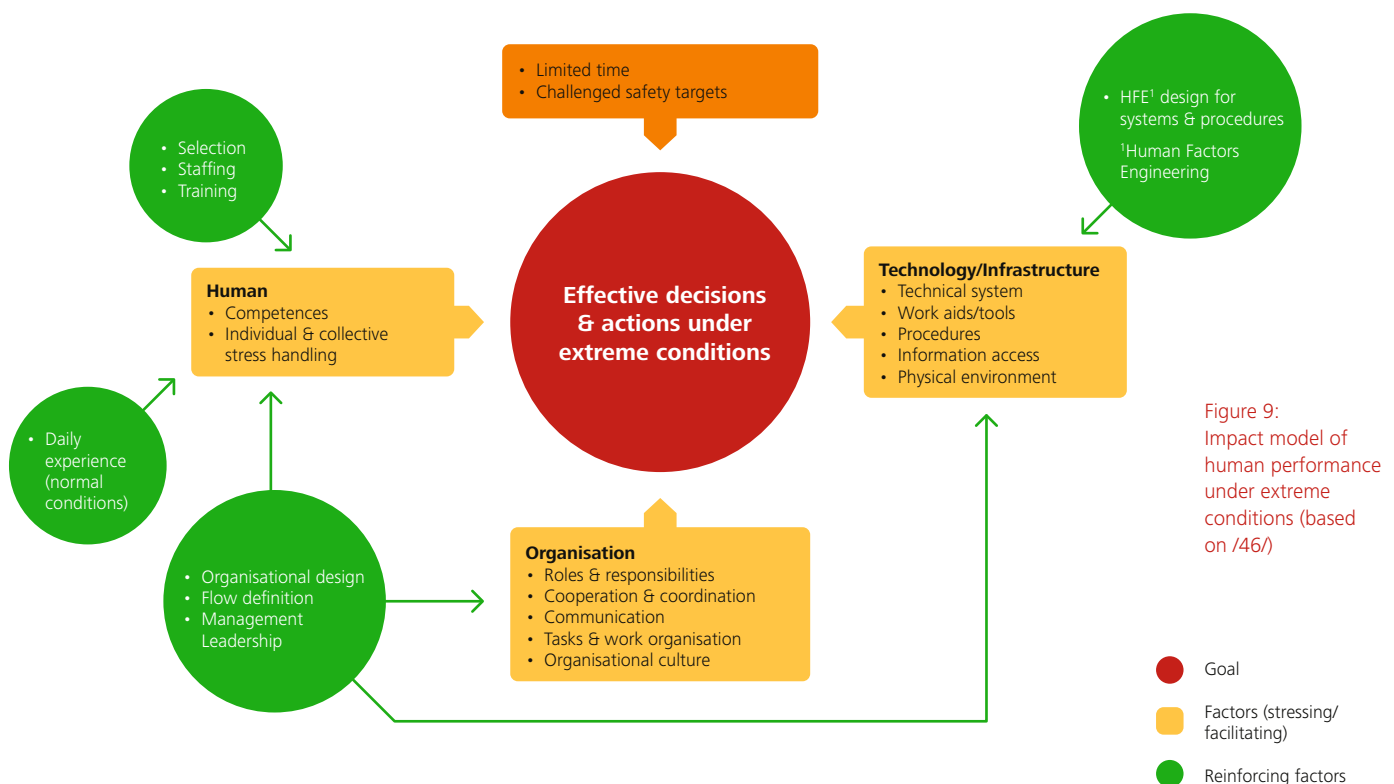 • Limited time
• Challenged safety targets
• HFE¹ design for
systems & procedures
¹Human Factors
Engineering
• Selection
• Staffing
• Training
Human
• Competences
• Individual & collective
stress handling
Effective decisions
& actions under
extreme conditions
Technology/Infrastructure
• Technical system
• Work aids/tools
• Procedures
• Information access
• Physical environment
• Daily
experience
(normal
conditions)
Figure 9:
Impact model of
human performance
under extreme
conditions (based
on /46/)
• Organisational design
• Flow definition
• Management
Leadership
Organisation
• Roles & responsibilities
• Cooperation & coordination
• Communication
• Tasks & work organisation
• Organisational culture
Goal
Factors (stressing/
facilitating)
Reinforcing factors